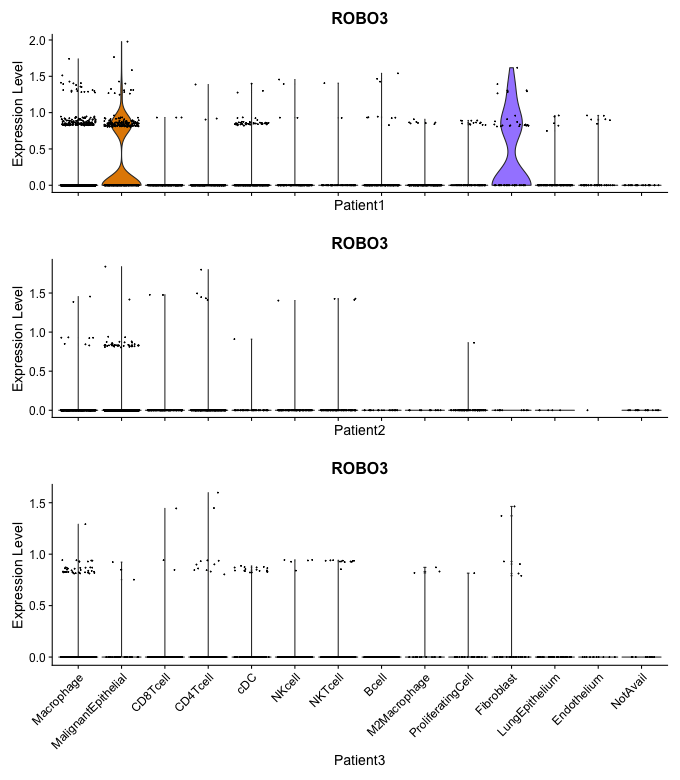 ROBO3
Expression Level
2.0
1.5
1.0
0.5
0.0
Patient1
ROBO3
Expression Level
1.5
1.0
0.5
0.0
Patient2
ROBO3
Expression Level
1.5
1.0
0.5
0.0
Macrophage
MalignantEpithelial
CD8Tcell
CD4Tcell
cDC
NKcell
NKTcell
Bcell
M2Macrophage
ProliferatingCell
Fibroblast
LungEpithelium
Endothelium
NotAvail
Patient3